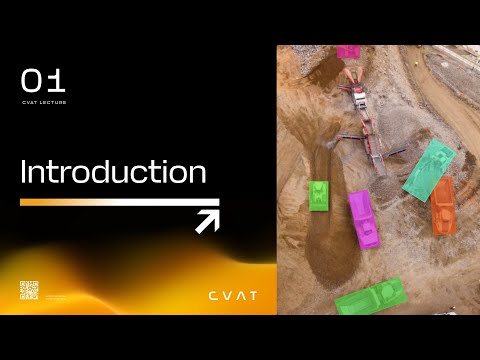 01
CVAT LECTURE
Introduction
CVAT